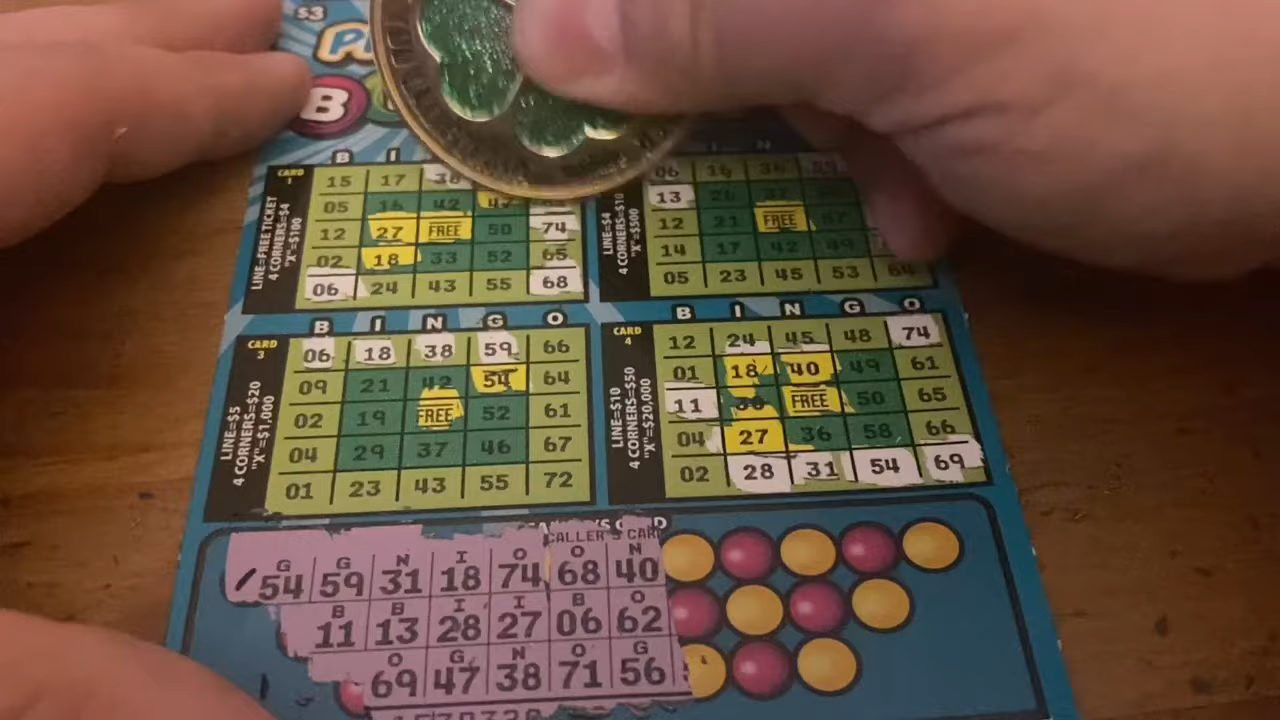 $3
B
B I
CARD 1
LINE=FREE TICKET
4 CORNERS=$4
"X"=$100
15 17 38
05 16 42 47
12 27 FREE 50 74
02 18 33 52 65
06 24 43 55 68
LINE=$4
4 CORNERS=$10
"X"=$500
06 16 36 59
13
12 21 FREE
14 17 42 49
05 23 45 53 64
B I N G O
CARD 3
LINE=$5
4 CORNERS=$20
"X"=$1,000
06 18 38 59 66
09 21 42 54 64
02 19 FREE 52 61
04 29 37 46 67
01 23 43 55 72
B I N G O
CARD 4
LINE=$10
4 CORNERS=$50
"X"=$20,000
12 24 45 48 74
01 18 40 49 61
11 FREE 50 65
04 27 36 58 66
02 28 31 54 69
CALLER'S CARD
G G N I O O N
54 59 31 18 74 68 40
B B I I B O
11 13 28 27 06 62
O G N O G
69 47 38 71 56